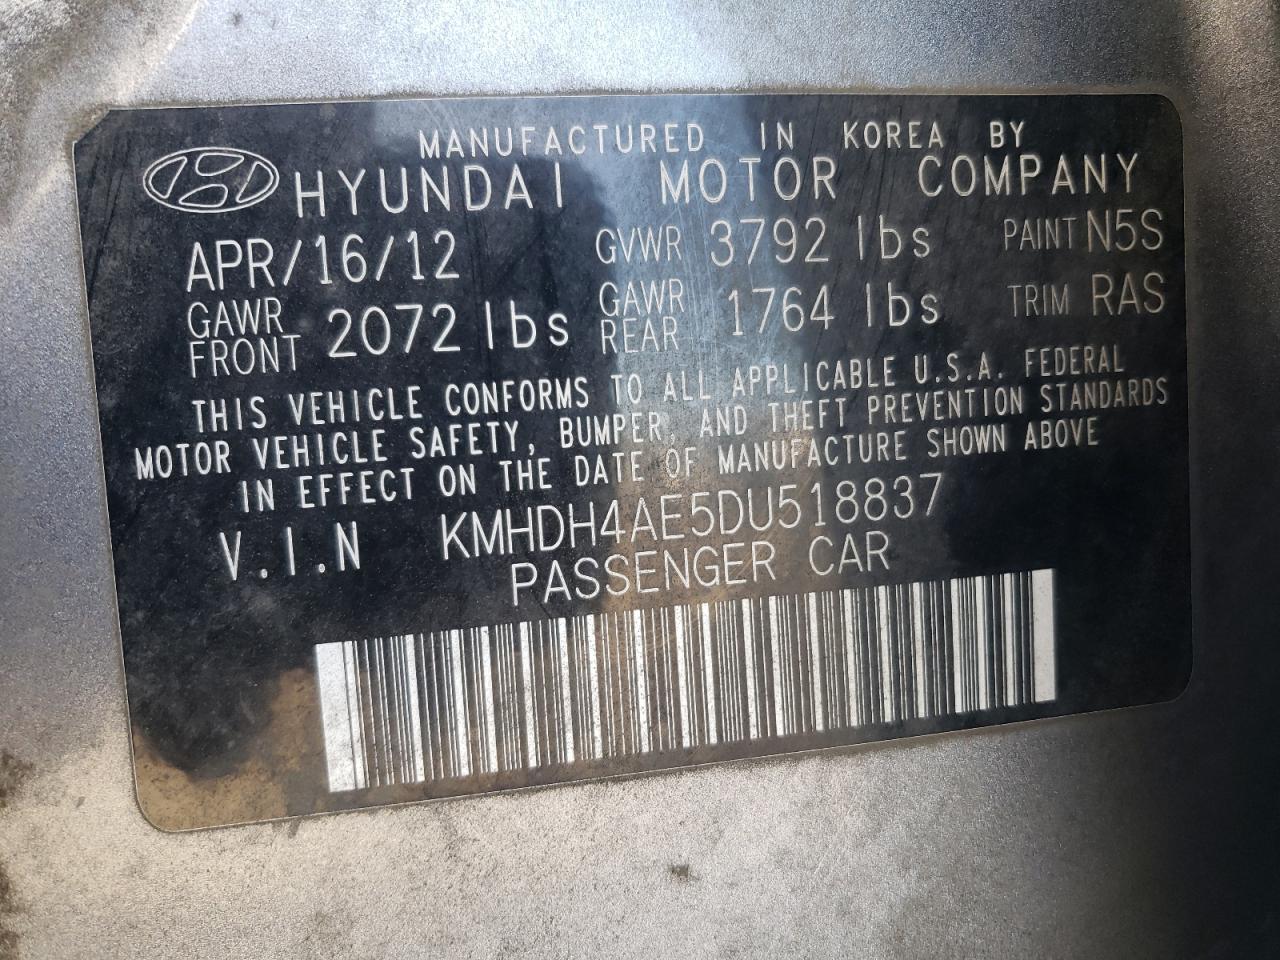 MANUFACTURED IN KOREA BY
HYUNDAI MOTOR COMPANY
APR/16/12 GVWR 3792 lbs PAINT N5S
GAWR FRONT 2072 lbs GAWR REAR 1764 lbs TRIM RAS
THIS VEHICLE CONFORMS TO ALL APPLICABLE U.S.A. FEDERAL
MOTOR VEHICLE SAFETY, BUMPER, AND THEFT PREVENTION STANDARDS
IN EFFECT ON THE DATE OF MANUFACTURE SHOWN ABOVE
V.I.N KMHDH4AE5DU518837
PASSENGER CAR